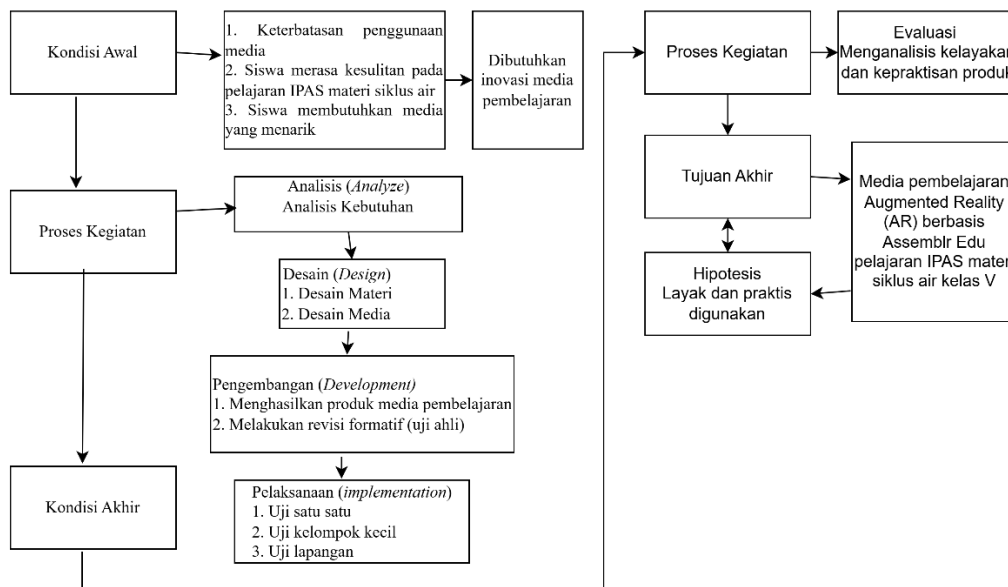 Kondisi Awal
1. Keterbatasan penggunaan
media
2. Siswa merasa kesulitan pada
pelajaran IPAS materi siklus air
3. Siswa membutuhkan media
yang menarik
Dibutuhkan
inovasi media
pembelajaran
Proses Kegiatan
Analisis (Analyze)
Analisis Kebutuhan
Desain (Design)
1. Desain Materi
2. Desain Media
Pengembangan (Development)
1. Menghasilkan produk media pembelajaran
2. Melakukan revisi formatif (uji ahli)
Kondisi Akhir
Pelaksanaan (implementation)
1. Uji satu satu
2. Uji kelompok kecil
3. Uji lapangan
Proses Kegiatan
Evaluasi
Menganalisis kelayakan
dan kepraktisan produk
Tujuan Akhir
Media pembelajaran
Augmented Reality
(AR) berbasis
Assemblr Edu
pelajaran IPAS mater
siklus air kelas V
Hipotesis
Layak dan praktis
digunakan